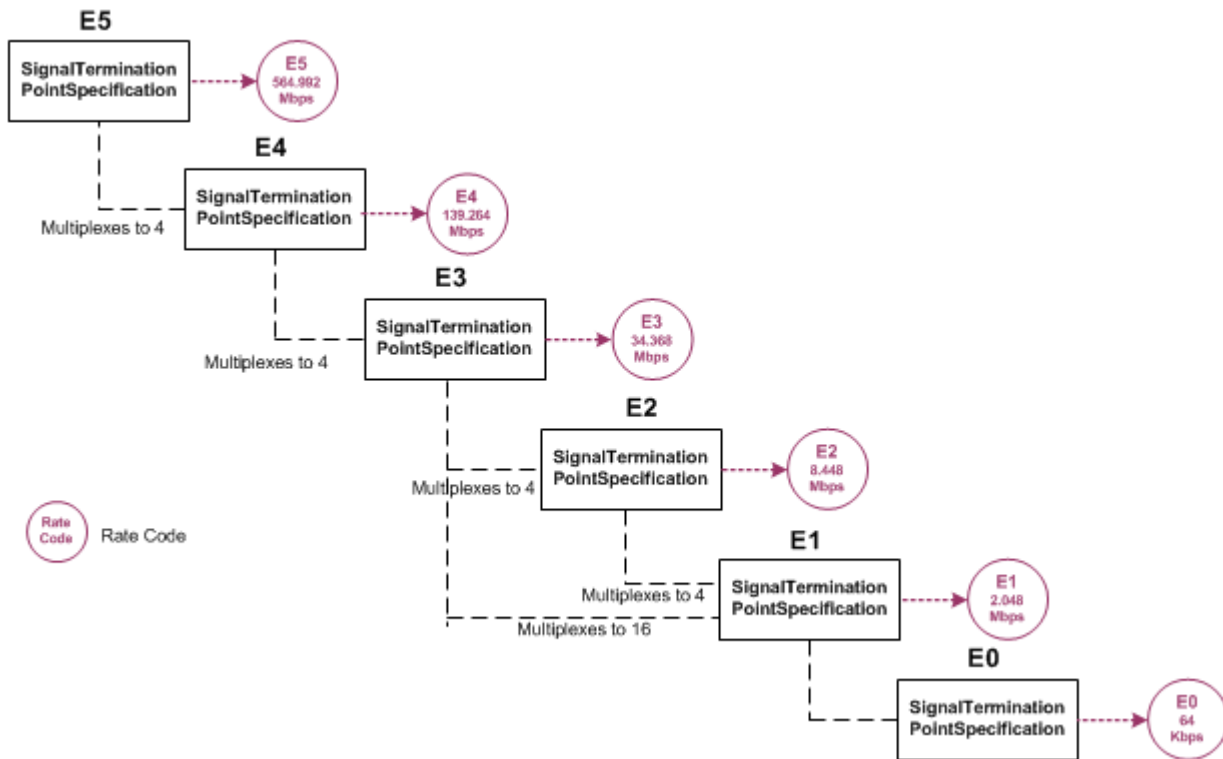 E5
SignalTermination
PointSpecification
E5
564.992
Mbps
E4
SignalTermination
PointSpecification
Multiplexes to 4
E4
139.264
Mbps
E3
SignalTermination
PointSpecification
Multiplexes to 4
E3
34.368
Mbps
E2
SignalTermination
PointSpecification
Multiplexes to 4
E2
8.448
Mbps
Rate
Code
Rate Code
E1
SignalTermination
PointSpecification
Multiplexes to 4
Multiplexes to 16
E1
2.048
Mbps
E0
SignalTermination
PointSpecification
E0
64
Kbps